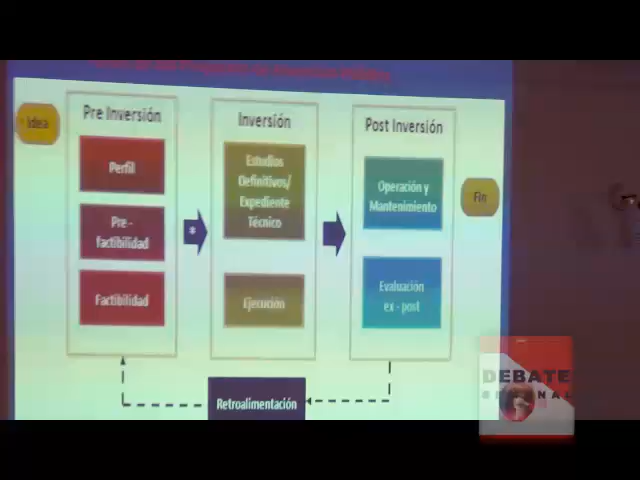 Idea
Pre Inversión
Perfil
Pre -
factibilidad
Factibilidad
*
Inversión
Estudios
Definitivos/
Expediente
Técnico
Ejecución
Post Inversión
Operación y
Mantenimiento
Evaluación
ex - post
Fin
Retroalimentación
DEBATE
REGIONAL